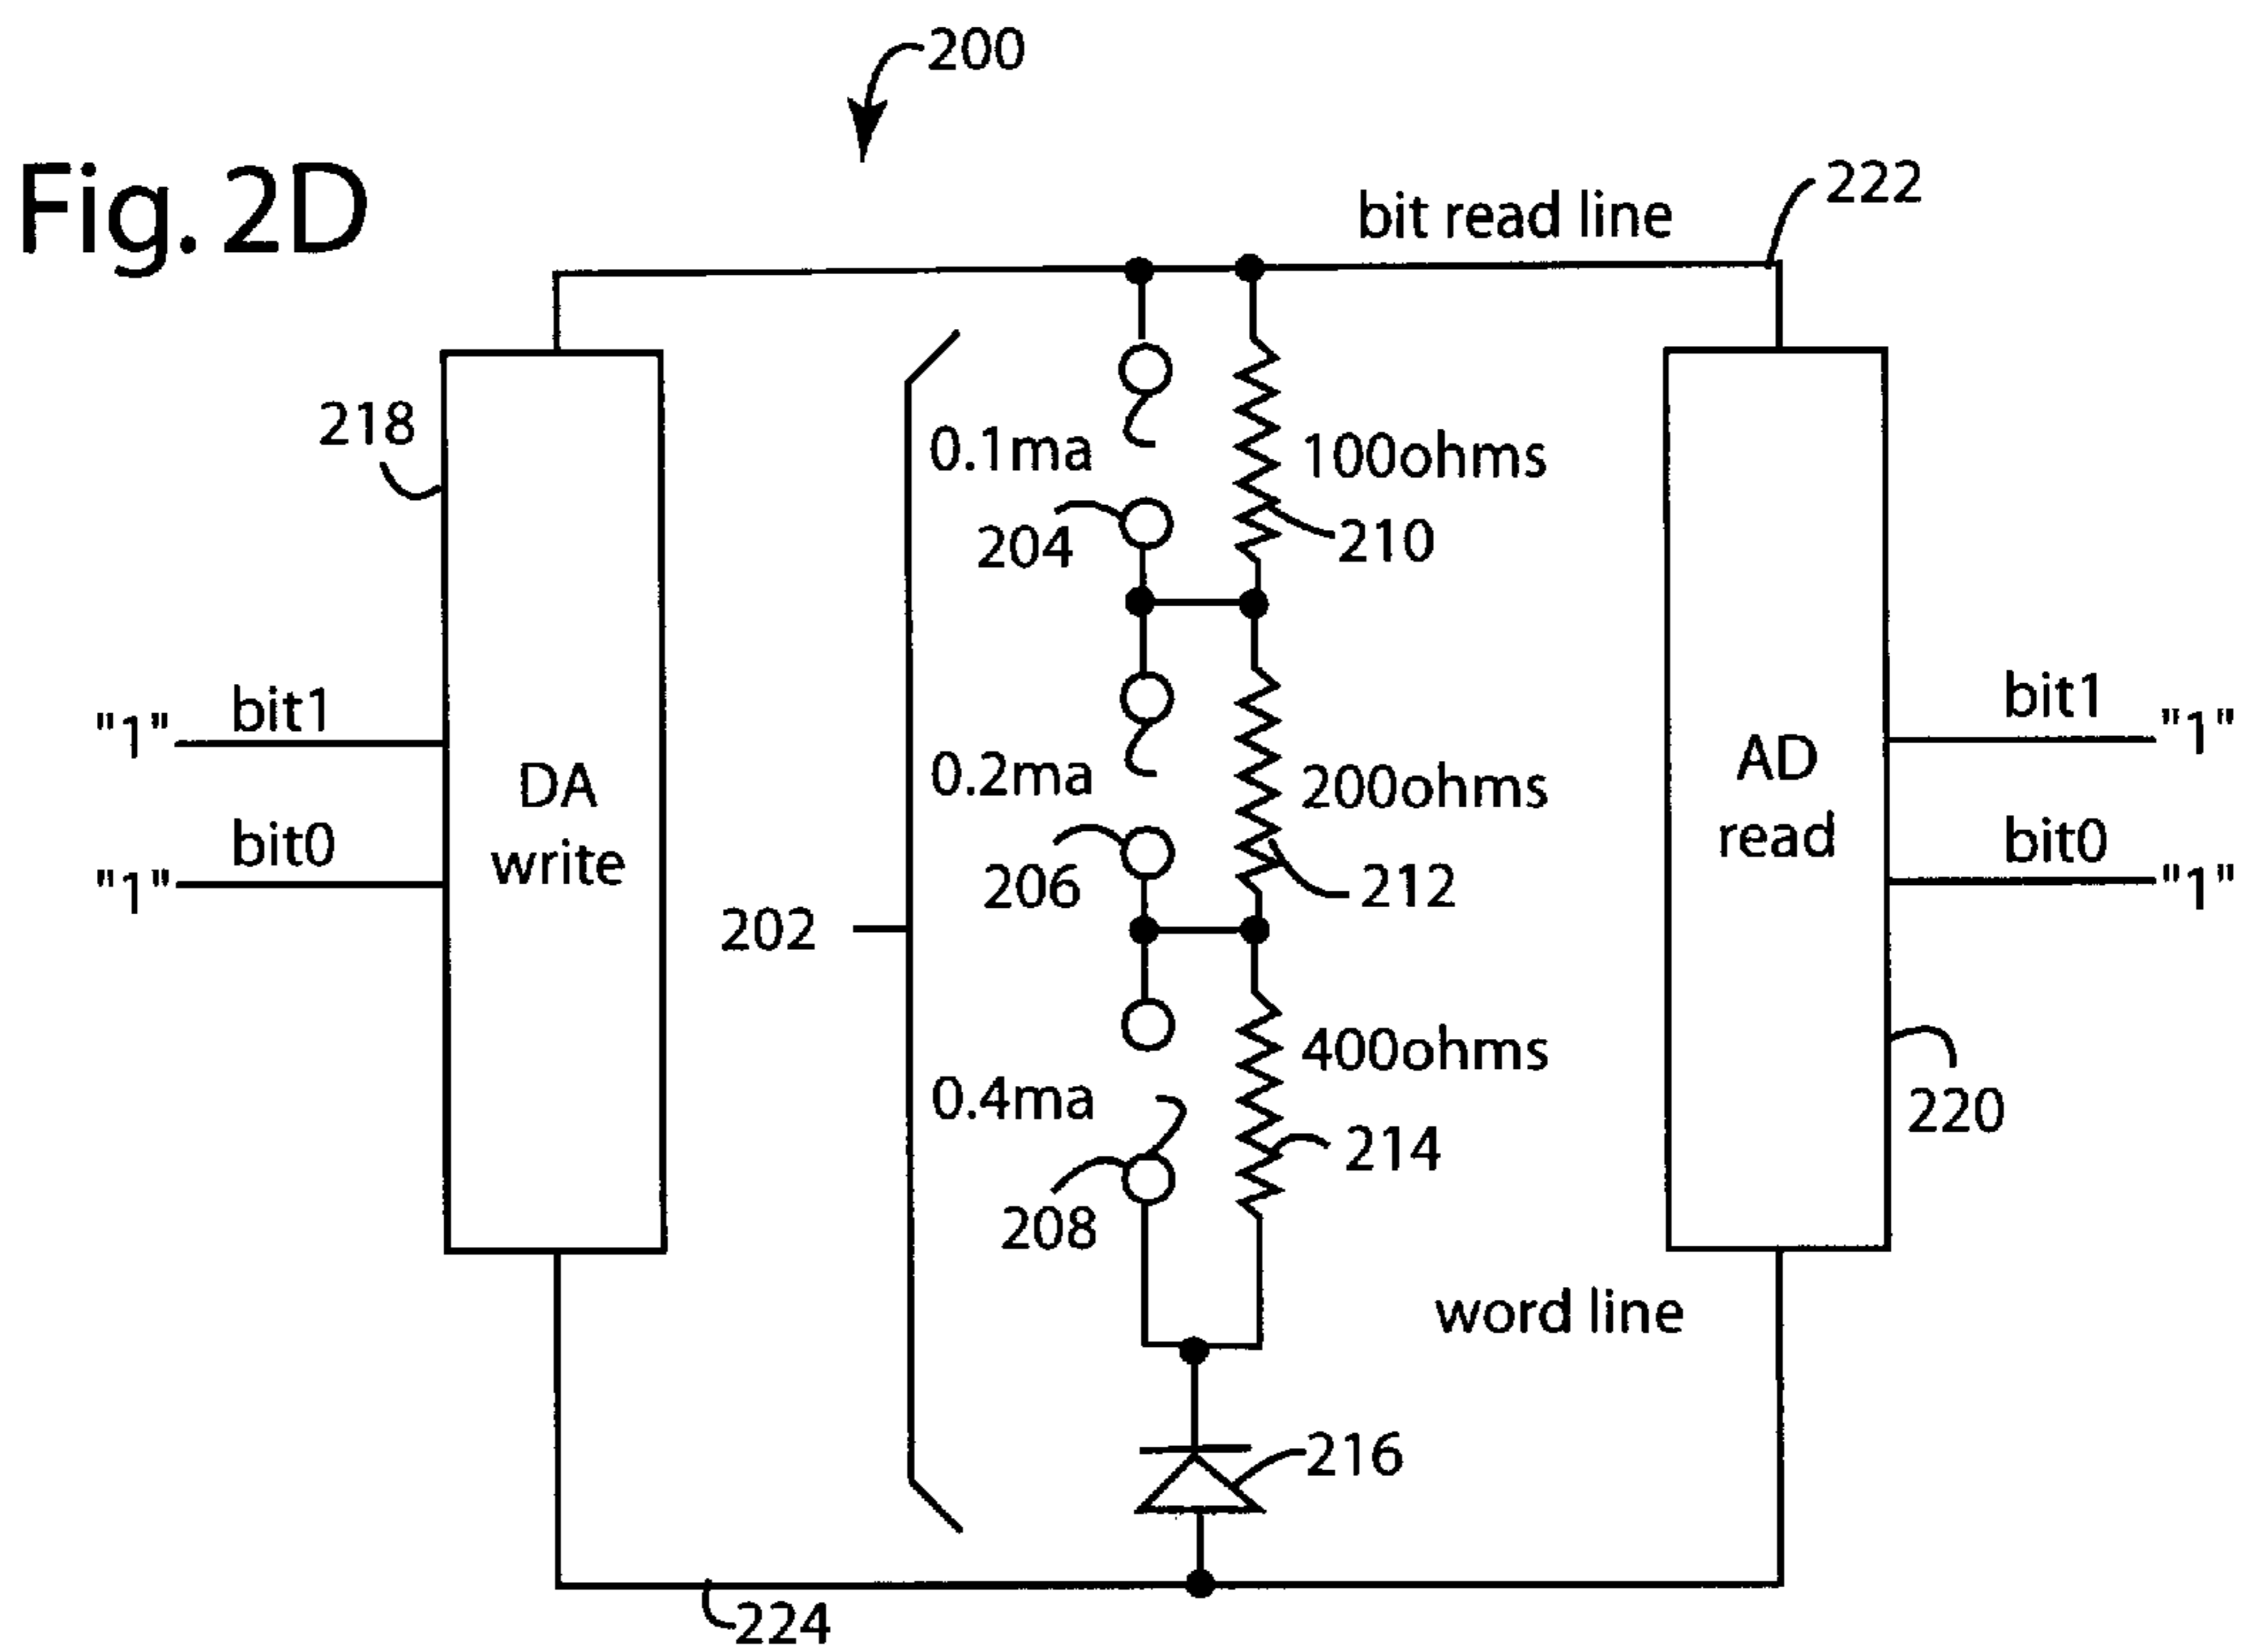 200
Fig. 2D
222
bit read line
218
0.1ma
100ohms
204
210
"1" bit1
bit1 "1"
DA
write
0.2ma
200ohms
AD
read
"1" bit0
bit0 "1"
206
212
202
0.4ma
400ohms
220
214
208
word line
216
224